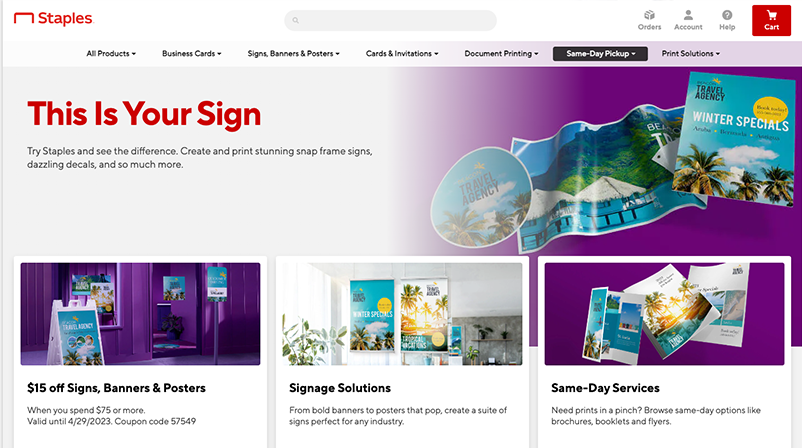 Staples
Orders
Account
Help
Cart
All Products
Business Cards
Signs, Banners & Posters
Cards & Invitations
Document Printing
Same-Day Pickup
Print Solutions
This Is Your Sign
Try Staples and see the difference. Create and print stunning snap frame signs,
dazzling decals, and so much more.
TRAVEL
AGENCY
TRAVEL
AGENCY
Book today!
WINTER SPECIALS
Aruba • Bermuda • Antigua
TRAVEL
AGENCY
TRAVEL
AGENCY
WINTER SPECIALS
TRAVEL
AGENCY
TROPICAL
VACATIONS
$15 off Signs, Banners & Posters
When you spend $75 or more.
Valid until 4/29/2023. Coupon code 57549
Signage Solutions
From bold banners to posters that pop, create a suite of
signs perfect for any industry.
Same-Day Services
Need prints in a pinch? Browse same-day options like
brochures, booklets and flyers.